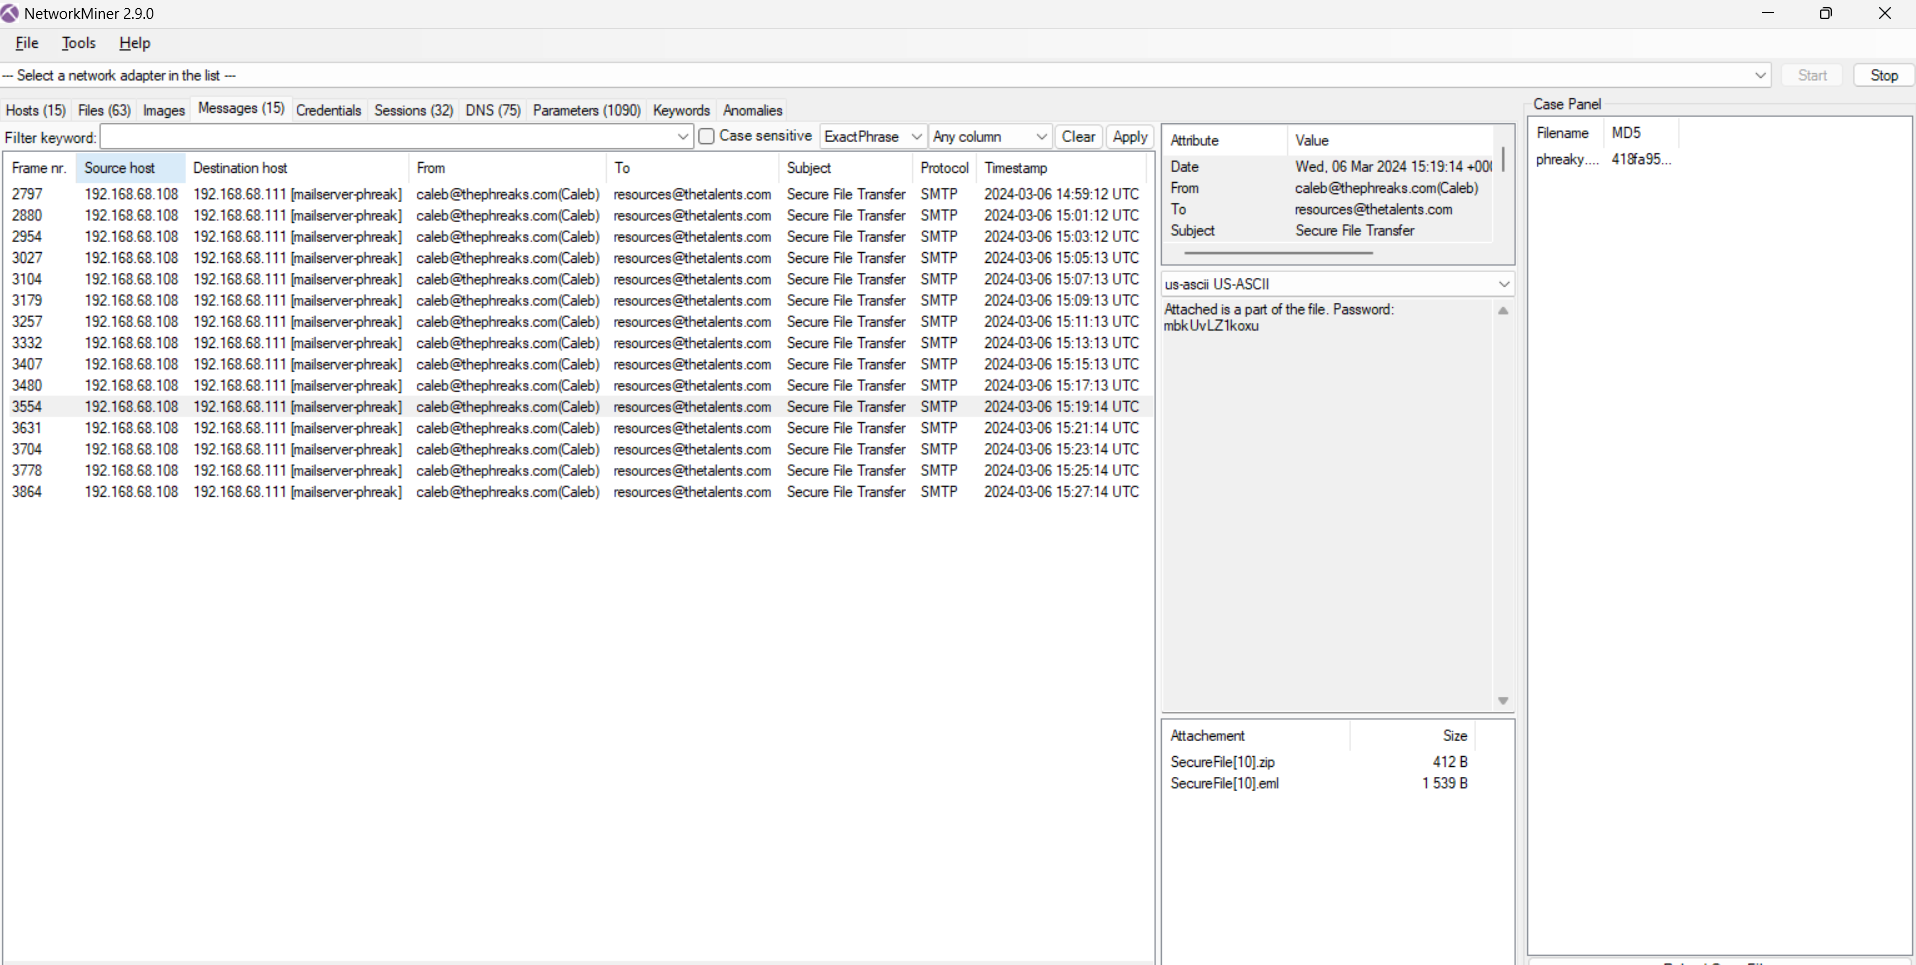 NetworkMiner 2.9.0
File Tools Help
--- Select a network adapter in the list ---
Start Stop
Hosts (15) Files (63) Images Messages (15) Credentials Sessions (32) DNS (75) Parameters (1090) Keywords Anomalies
Filter keyword: Case sensitive ExactPhrase Any column Clear Apply
Frame nr. Source host Destination host From To Subject Protocol Timestamp
2797 192.168.68.108 192.168.68.111 [mailserver-phreak] caleb@thephreaks.com(Caleb) resources@thetalents.com Secure File Transfer SMTP 2024-03-06 14:59:12 UTC
2880 192.168.68.108 192.168.68.111 [mailserver-phreak] caleb@thephreaks.com(Caleb) resources@thetalents.com Secure File Transfer SMTP 2024-03-06 15:01:12 UTC
2954 192.168.68.108 192.168.68.111 [mailserver-phreak] caleb@thephreaks.com(Caleb) resources@thetalents.com Secure File Transfer SMTP 2024-03-06 15:03:12 UTC
3027 192.168.68.108 192.168.68.111 [mailserver-phreak] caleb@thephreaks.com(Caleb) resources@thetalents.com Secure File Transfer SMTP 2024-03-06 15:05:13 UTC
3104 192.168.68.108 192.168.68.111 [mailserver-phreak] caleb@thephreaks.com(Caleb) resources@thetalents.com Secure File Transfer SMTP 2024-03-06 15:07:13 UTC
3179 192.168.68.108 192.168.68.111 [mailserver-phreak] caleb@thephreaks.com(Caleb) resources@thetalents.com Secure File Transfer SMTP 2024-03-06 15:09:13 UTC
3257 192.168.68.108 192.168.68.111 [mailserver-phreak] caleb@thephreaks.com(Caleb) resources@thetalents.com Secure File Transfer SMTP 2024-03-06 15:11:13 UTC
3332 192.168.68.108 192.168.68.111 [mailserver-phreak] caleb@thephreaks.com(Caleb) resources@thetalents.com Secure File Transfer SMTP 2024-03-06 15:13:13 UTC
3407 192.168.68.108 192.168.68.111 [mailserver-phreak] caleb@thephreaks.com(Caleb) resources@thetalents.com Secure File Transfer SMTP 2024-03-06 15:15:13 UTC
3480 192.168.68.108 192.168.68.111 [mailserver-phreak] caleb@thephreaks.com(Caleb) resources@thetalents.com Secure File Transfer SMTP 2024-03-06 15:17:13 UTC
3554 192.168.68.108 192.168.68.111 [mailserver-phreak] caleb@thephreaks.com(Caleb) resources@thetalents.com Secure File Transfer SMTP 2024-03-06 15:19:14 UTC
3631 192.168.68.108 192.168.68.111 [mailserver-phreak] caleb@thephreaks.com(Caleb) resources@thetalents.com Secure File Transfer SMTP 2024-03-06 15:21:14 UTC
3704 192.168.68.108 192.168.68.111 [mailserver-phreak] caleb@thephreaks.com(Caleb) resources@thetalents.com Secure File Transfer SMTP 2024-03-06 15:23:14 UTC
3778 192.168.68.108 192.168.68.111 [mailserver-phreak] caleb@thephreaks.com(Caleb) resources@thetalents.com Secure File Transfer SMTP 2024-03-06 15:25:14 UTC
3864 192.168.68.108 192.168.68.111 [mailserver-phreak] caleb@thephreaks.com(Caleb) resources@thetalents.com Secure File Transfer SMTP 2024-03-06 15:27:14 UTC
Attribute Value
Date Wed, 06 Mar 2024 15:19:14 +000
From caleb@thephreaks.com(Caleb)
To resources@thetalents.com
Subject Secure File Transfer
us-ascii US-ASCII
Attached is a part of the file. Password:
mbkUvLZ1koxu
Attachement Size
SecureFile[10].zip 412 B
SecureFile[10].eml 1 539 B
Case Panel
Filename MD5
phreaky.... 418fa95...